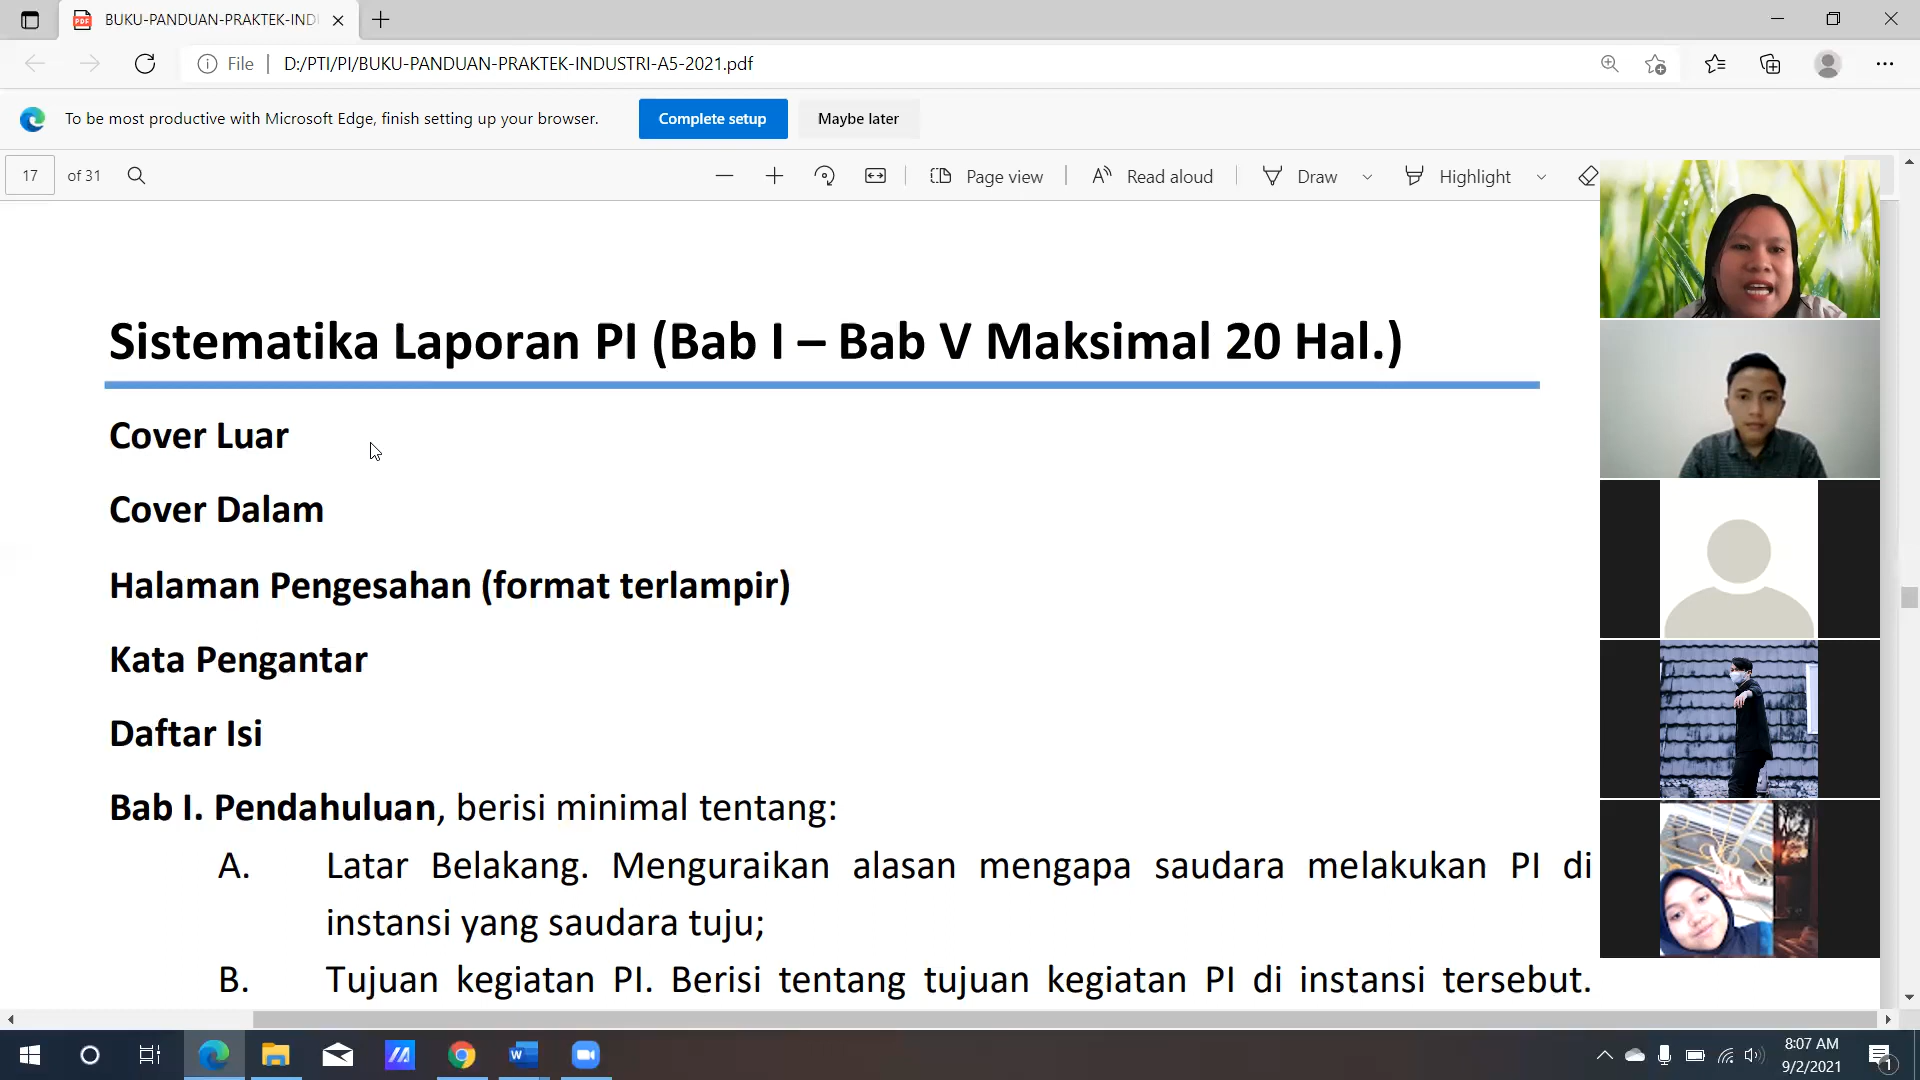 BUKU-PANDUAN-PRAKTEK-IND
File
D:/PTI/PI/BUKU-PANDUAN-PRAKTEK-INDUSTRI-A5-2021.pdf
To be most productive with Microsoft Edge, finish setting up your browser.
Complete setup
Maybe later
17 of 31
Page view
Read aloud
Draw
Highlight
Sistematika Laporan PI (Bab I – Bab V Maksimal 20 Hal.)
Cover Luar
Cover Dalam
Halaman Pengesahan (format terlampir)
Kata Pengantar
Daftar Isi
Bab I. Pendahuluan, berisi minimal tentang:
A. Latar Belakang. Menguraikan alasan mengapa saudara melakukan PI di
instansi yang saudara tuju;
B. Tujuan kegiatan PI. Berisi tentang tujuan kegiatan PI di instansi tersebut.
8:07 AM
9/2/2021
1